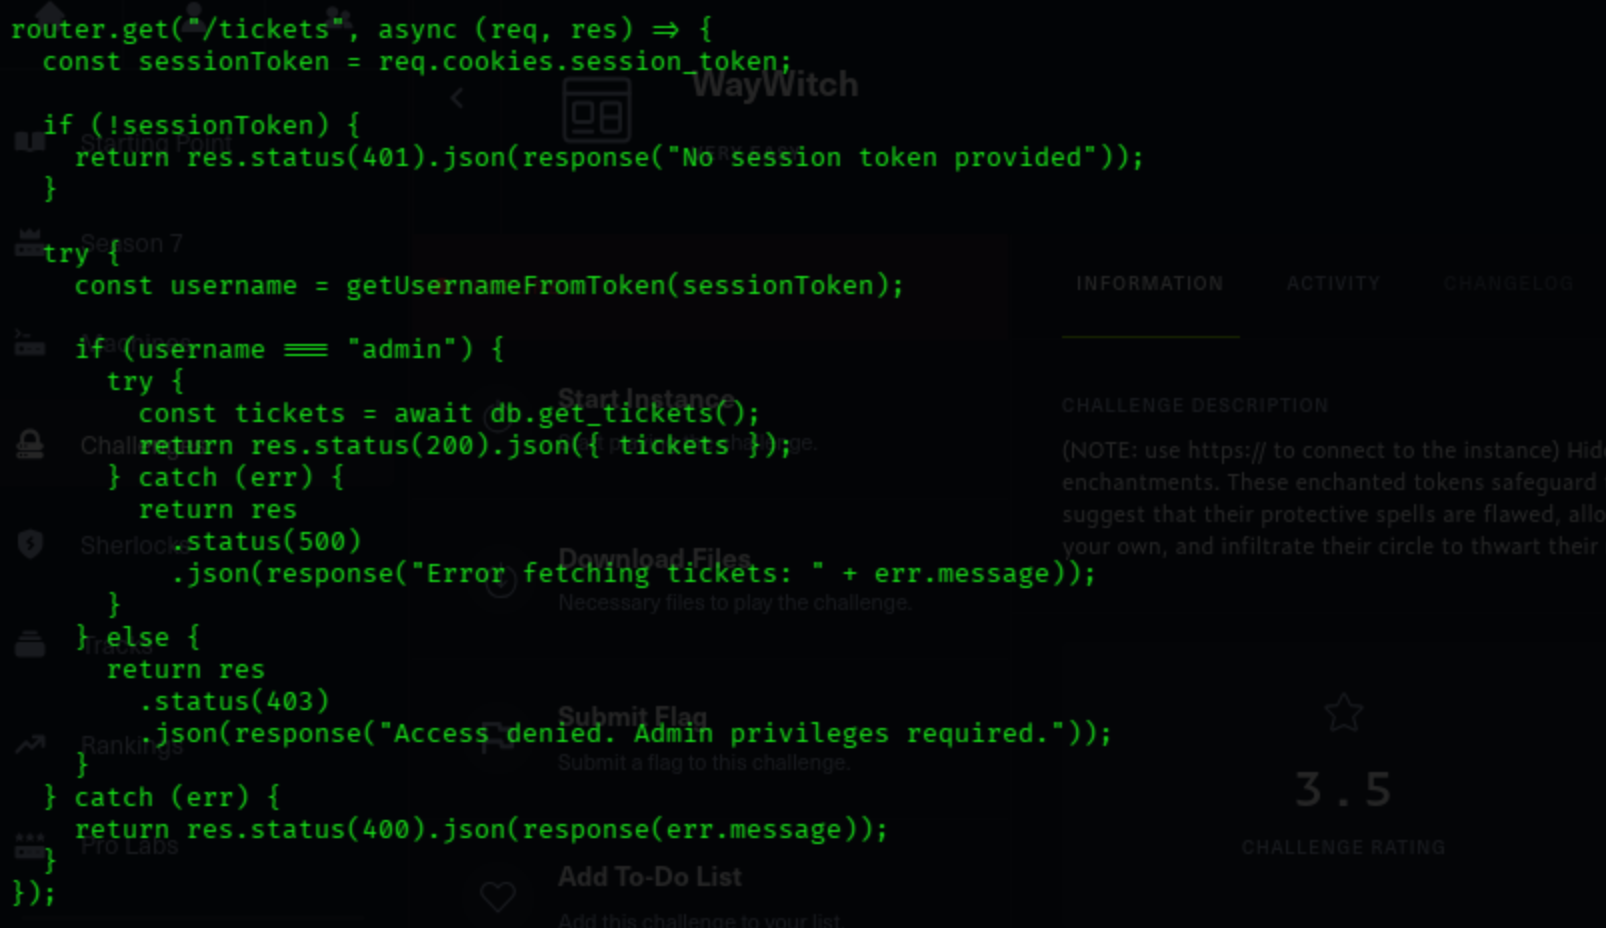 router.get("/tickets", async (req, res) => {
  const sessionToken = req.cookies.session_token;

  if (!sessionToken) {
    return res.status(401).json(response("No session token provided"));
  }

  try {
    const username = getUsernameFromToken(sessionToken);

    if (username === "admin") {
      try {
        const tickets = await db.get_tickets();
        return res.status(200).json({ tickets });
      } catch (err) {
        return res
          .status(500)
          .json(response("Error fetching tickets: " + err.message));
      }
    } else {
      return res
        .status(403)
        .json(response("Access denied. Admin privileges required."));
    }
  } catch (err) {
    return res.status(400).json(response(err.message));
  }
});
Starting Point
Season 7
Machines
Challenges
Sherlocks
Tracks
Rankings
Pro Labs
WayWitch
VERY EASY
Start Instance
challenge.
Download Files
Necessary files to play the challenge.
Submit Flag
Submit a flag to this challenge.
Add To-Do List
Add this challenge to your list.
INFORMATION
ACTIVITY
CHANGELOG
CHALLENGE DESCRIPTION
(NOTE: use https:// to connect to the instance) Hid
enchantments. These enchanted tokens safeguard
suggest that their protective spells are flawed, allo
your own, and infiltrate their circle to thwart their
3.5
CHALLENGE RATING